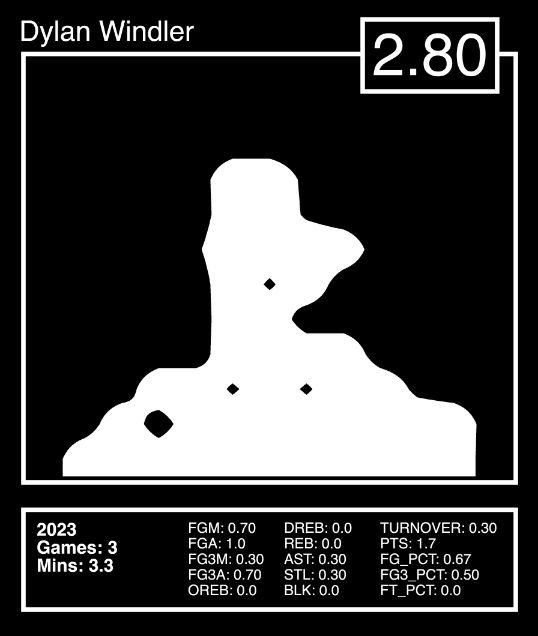 Dylan Windler
2.80
2023
Games: 3
Mins: 3.3
FGM: 0.70
FGA: 1.0
FG3M: 0.30
FG3A: 0.70
OREB: 0.0
DREB: 0.0
REB: 0.0
AST: 0.30
STL: 0.30
BLK: 0.0
TURNOVER: 0.30
PTS: 1.7
FG_PCT: 0.67
FG3_PCT: 0.50
FT_PCT: 0.0